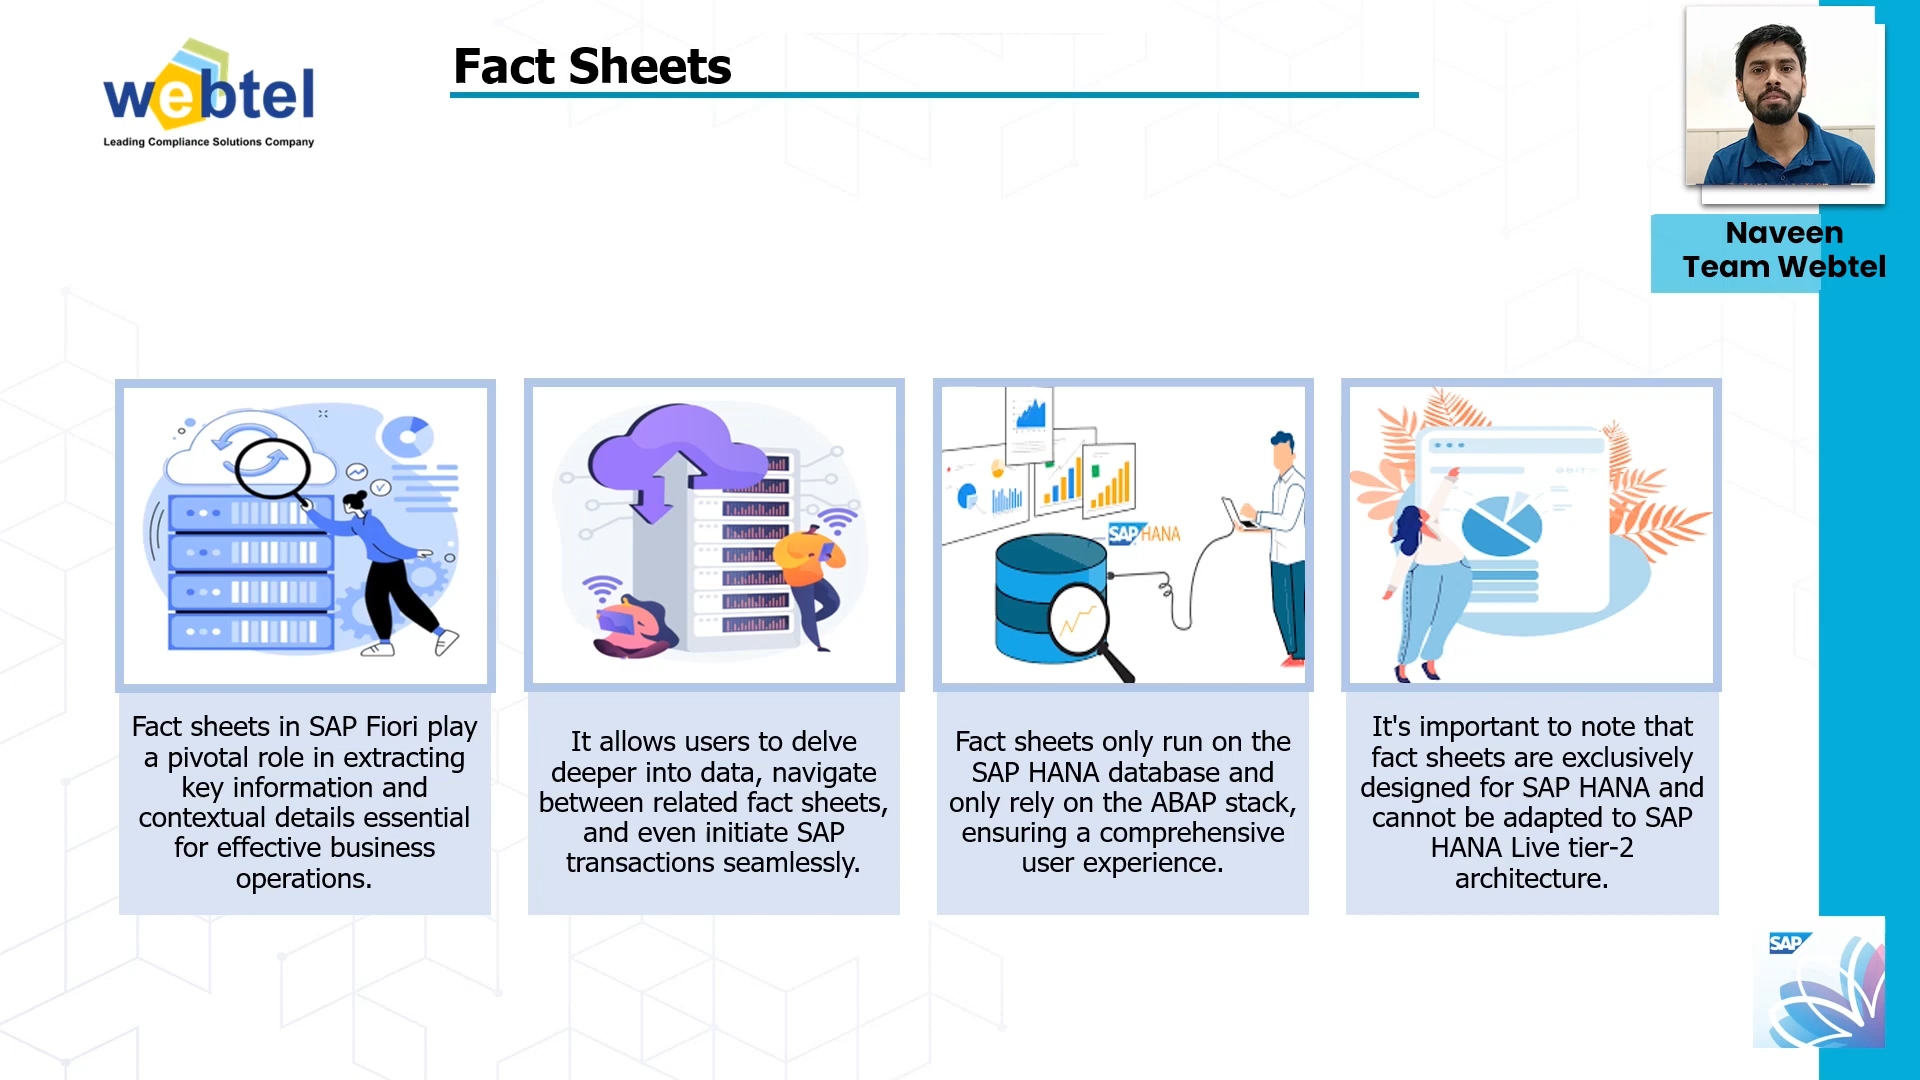 webtel
Leading Compliance Solutions Company
Fact Sheets
Naveen
Team Webtel
SAP HANA
Fact sheets in SAP Fiori play
a pivotal role in extracting
key information and
contextual details essential
for effective business
operations.
It allows users to delve
deeper into data, navigate
between related fact sheets,
and even initiate SAP
transactions seamlessly.
Fact sheets only run on the
SAP HANA database and
only rely on the ABAP stack,
ensuring a comprehensive
user experience.
It's important to note that
fact sheets are exclusively
designed for SAP HANA and
cannot be adapted to SAP
HANA Live tier-2
architecture.
SAP